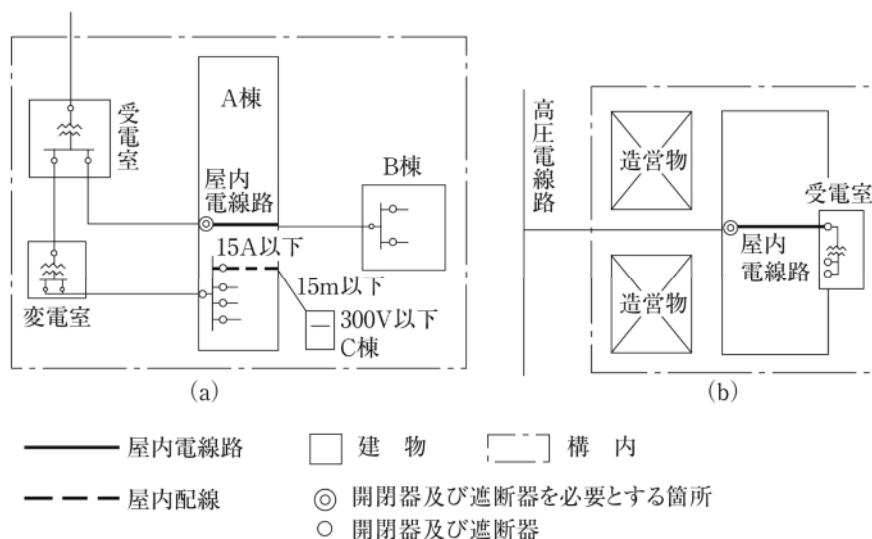 受電室
A棟
屋内
電線路
B棟
15A以下
15m以下
変電室
300V以下
C棟
(a)
高圧電線路
造営物
受電室
屋内
電線路
造営物
(b)
屋内電線路
建 物
構 内
屋内配線
開閉器及び遮断器を必要とする箇所
開閉器及び遮断器